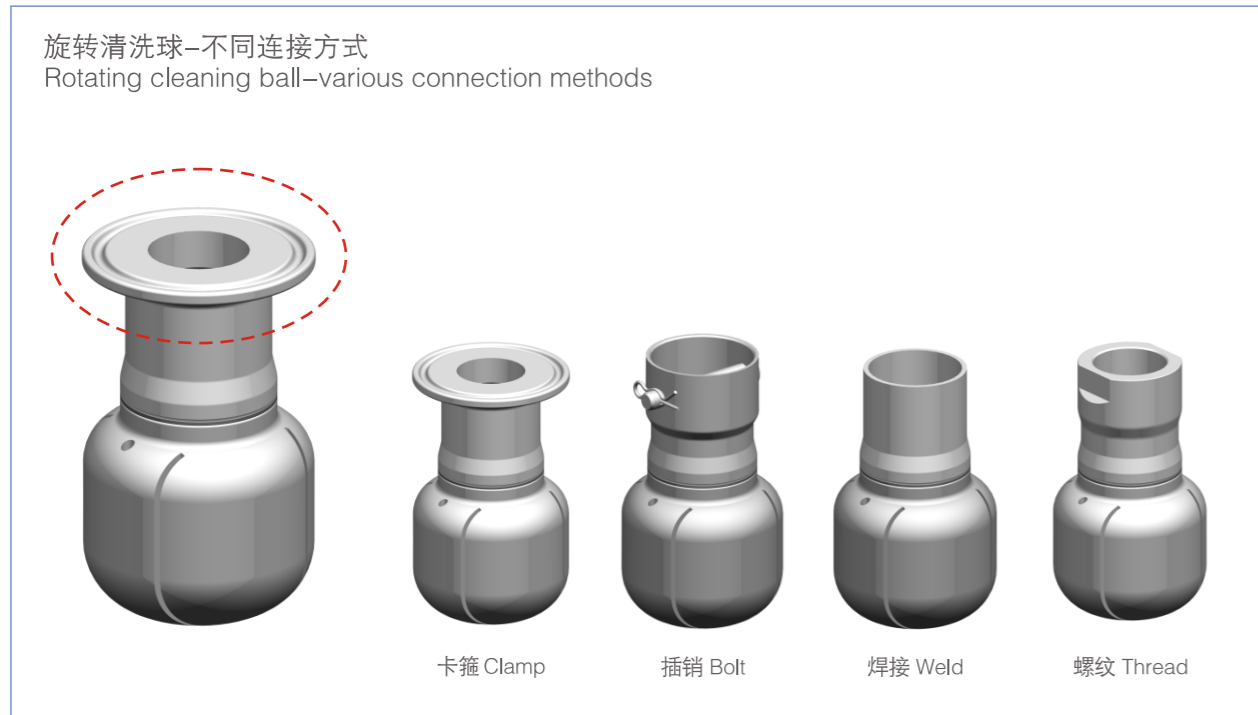 旋转清洗球–不同连接方式
Rotating cleaning ball–various connection methods
卡箍 Clamp
插销 Bolt
焊接 Weld
螺纹 Thread